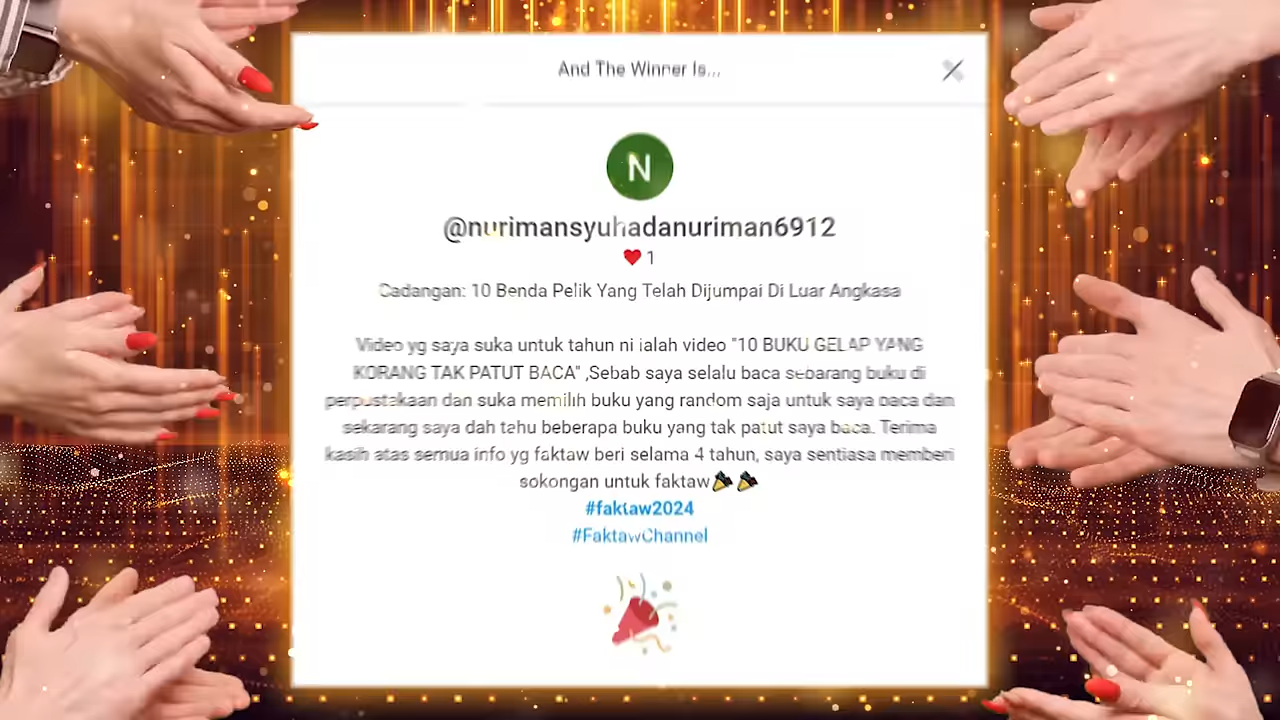 And The Winner Is...
N
@nurimansyuhadanuriman6912
1
Cadangan: 10 Benda Pelik Yang Telah Dijumpai Di Luar Angkasa
Video yg saya suka untuk tahun ni ialah video "10 BUKU GELAP YANG
KORANG TAK PATUT BACA" ,Sebab saya selalu baca sebarang buku di
perpustakaan dan suka memilih buku yang random saja untuk saya baca dan
sekarang saya dah tahu beberapa buku yang tak patut saya baca. Terima
kasih atas semua info yg faktaw beri selama 4 tahun, saya sentiasa memberi
sokongan untuk faktaw🎉🎉
#faktaw2024
#FaktawChannel